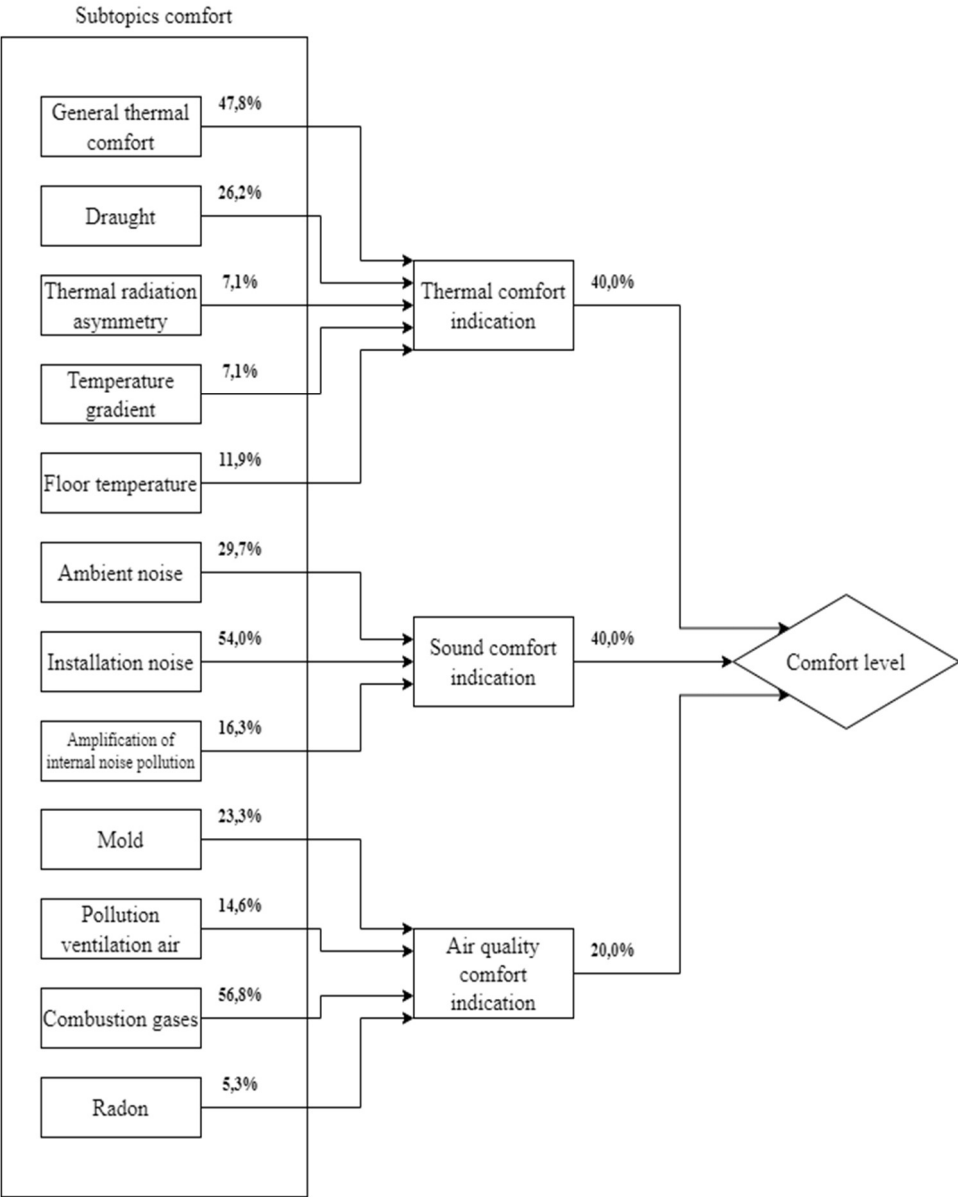 Subtopics comfort
General thermal
comfort
47,8%
Draught
26,2%
Thermal radiation
asymmetry
7,1%
Temperature
gradient
7,1%
Floor temperature
11,9%
Thermal comfort
indication
40,0%
Ambient noise
29,7%
Installation noise
54,0%
Amplification of
internal noise pollution
16,3%
Sound comfort
indication
40,0%
Mold
23,3%
Pollution
ventilation air
14,6%
Combustion gases
56,8%
Radon
5,3%
Air quality
comfort
indication
20,0%
Comfort level